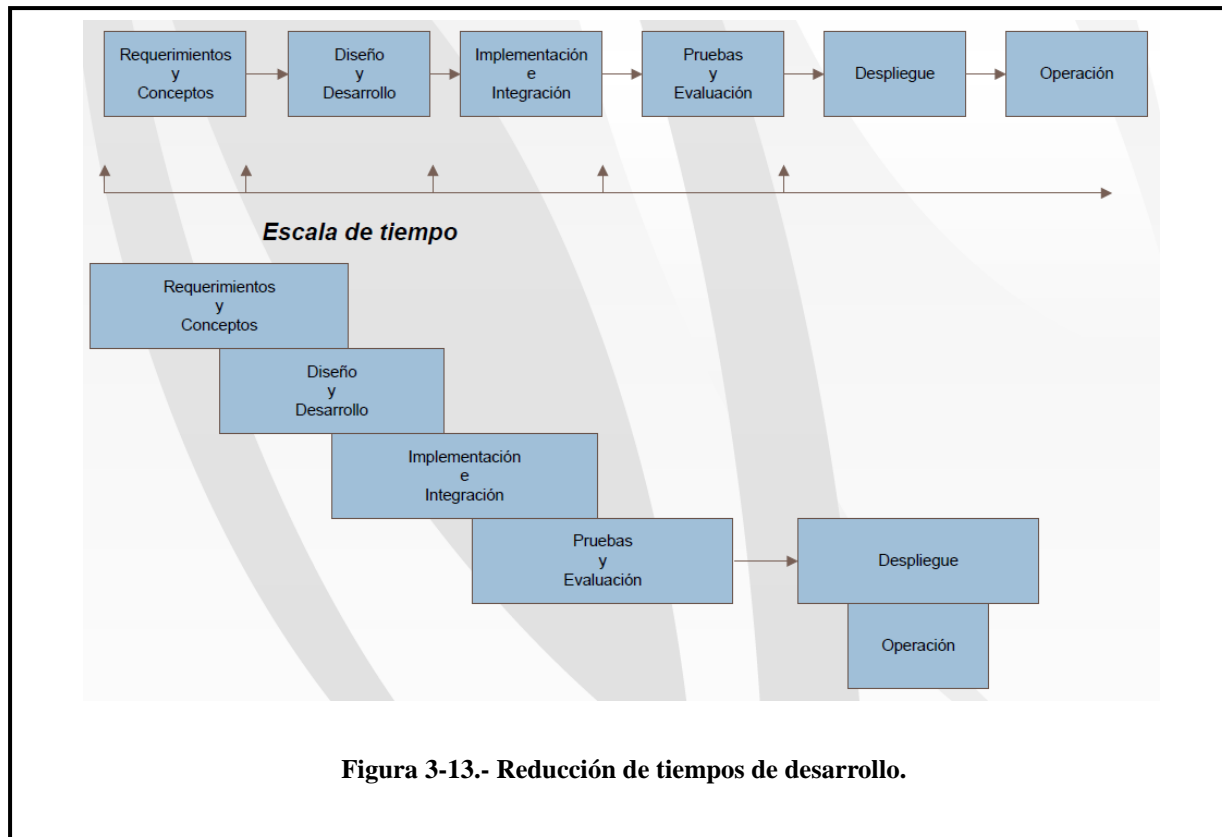 Requerimientos
y
Conceptos
Diseño
y
Desarrollo
Implementación
e
Integración
Pruebas
y
Evaluación
Despliegue
Operación
Escala de tiempo
Requerimientos
y
Conceptos
Diseño
y
Desarrollo
Implementación
e
Integración
Pruebas
y
Evaluación
Despliegue
Operación
Figura 3-13.- Reducción de tiempos de desarrollo.